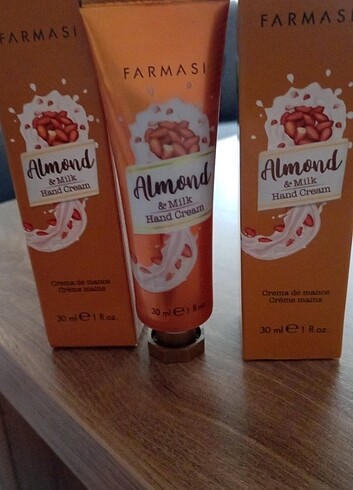 FARMASI
Almond
& Milk
Hand Cream
Crema de manos
Crème mains
30 ml e 1 fl oz.
FARMASI
Almond
& Milk
Hand Cream
30 ml e 1 fl oz.
FARMASI
Almond
& Milk
Hand Cream
Crema de manos
Crème mains
30 ml e 1 fl oz.